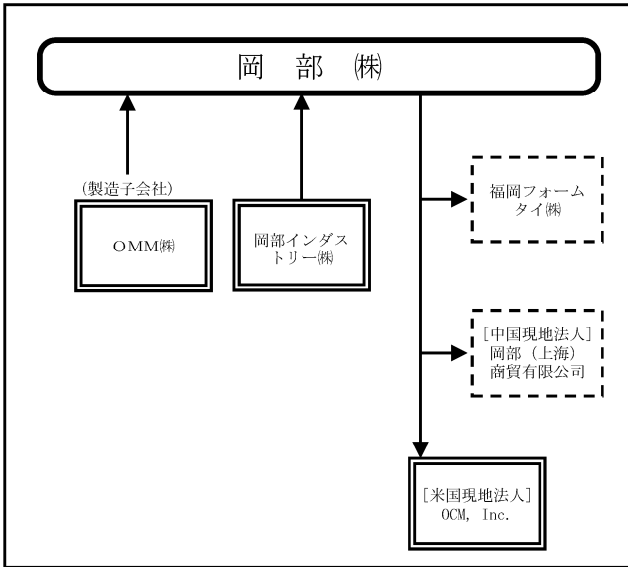 岡 部 ㈱
(製造子会社)
OMM㈱
岡部インダス
トリー㈱
福岡フォーム
タイ㈱
[中国現地法人]
岡部（上海）
商貿有限公司
[米国現地法人]
OCM, Inc.